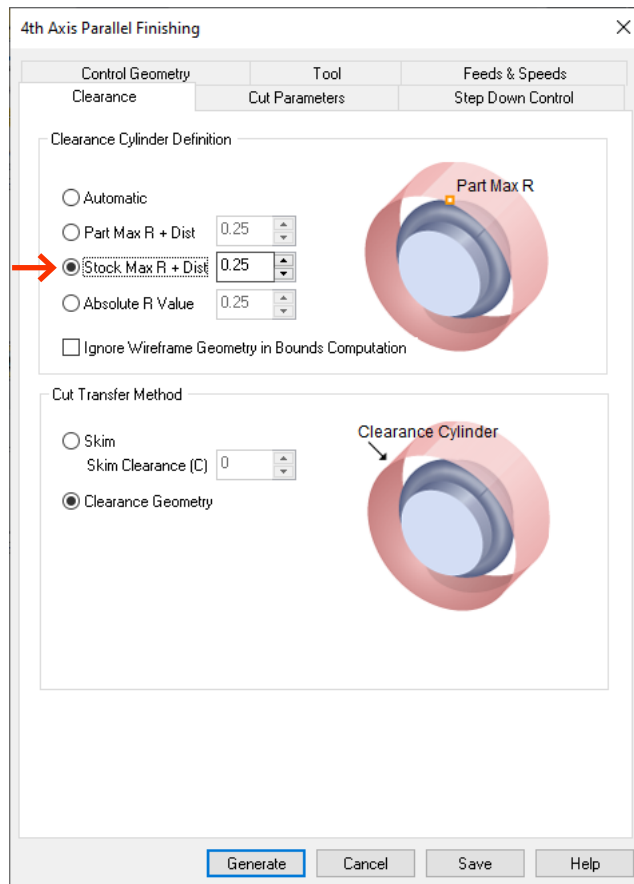 4th Axis Parallel Finishing
Control Geometry Tool Feeds & Speeds
Clearance Cut Parameters Step Down Control
Clearance Cylinder Definition
Automatic
Part Max R + Dist 0.25
Stock Max R + Dist 0.25
Absolute R Value 0.25
Ignore Wireframe Geometry in Bounds Computation
Part Max R
Cut Transfer Method
Skim
Skim Clearance (C) 0
Clearance Geometry
Clearance Cylinder
Generate Cancel Save Help